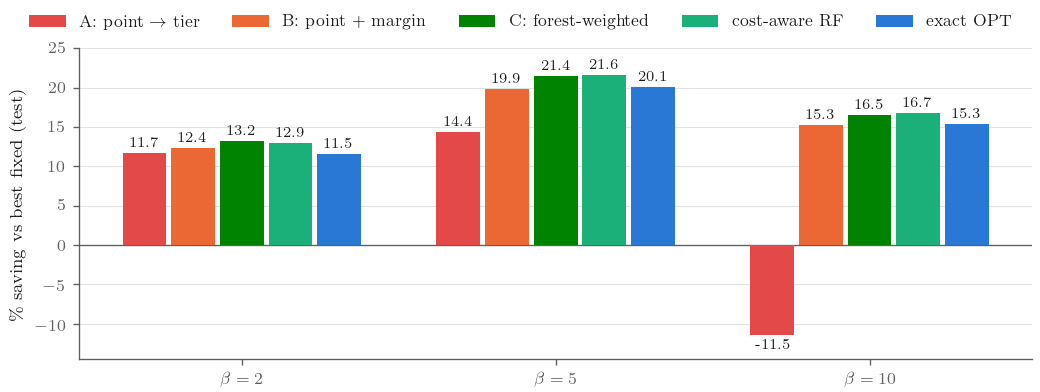 A: point → tier B: point + margin C: forest-weighted cost-aware RF exact OPT
% saving vs best fixed (test)
25
20
15
10
5
0
−5
−10
11.7 12.4 13.2 12.9 11.5
14.4 19.9 21.4 21.6 20.1
-11.5 15.3 16.5 16.7 15.3
β = 2 β = 5 β = 10